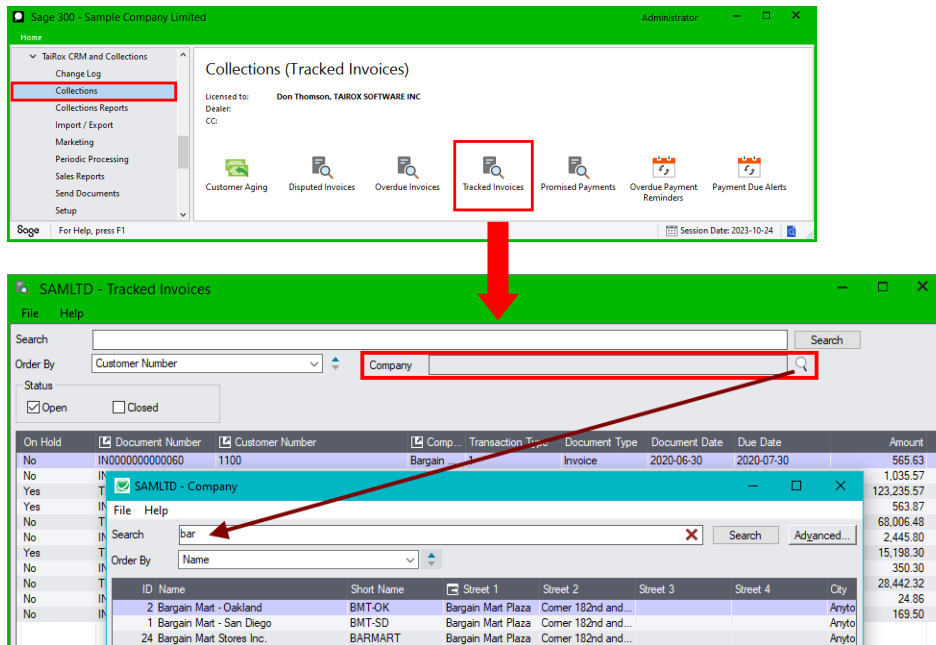 Sage 300 - Sample Company Limited Administrator
Home
TaiRox CRM and Collections
Change Log
Collections
Collections Reports
Import / Export
Marketing
Periodic Processing
Sales Reports
Send Documents
Setup
Collections (Tracked Invoices)
Licensed to: Don Thomson, TAIROX SOFTWARE INC
Dealer:
CC:
Customer Aging Disputed Invoices Overdue Invoices Tracked Invoices Promised Payments Overdue Payment Reminders Payment Due Alerts
Sage For Help, press F1 Session Date: 2023-10-24
SAMLTD - Tracked Invoices
File Help
Search Search
Order By Customer Number Company
Status
Open Closed
On Hold Document Number Customer Number Comp... Transaction Type Document Type Document Date Due Date Amount
No IN0000000000060 1100 Bargain ... 1 Invoice 2020-06-30 2020-07-30 565.63
No IN 1,035.57
Yes T 123,235.57
Yes IN 563.87
No T 68,006.48
No IN 2,445.80
Yes T 15,198.30
No IN 350.30
No T 28,442.32
No IN 24.86
No IN 169.50
SAMLTD - Company
File Help
Search bar Search Advanced...
Order By Name
ID Name Short Name Street 1 Street 2 Street 3 Street 4 City
2 Bargain Mart - Oakland BMT-OK Bargain Mart Plaza Corner 182nd and... Anyto
1 Bargain Mart - San Diego BMT-SD Bargain Mart Plaza Corner 182nd and... Anyto
24 Bargain Mart Stores Inc. BARMART Bargain Mart Plaza Corner 182nd and... Anyto